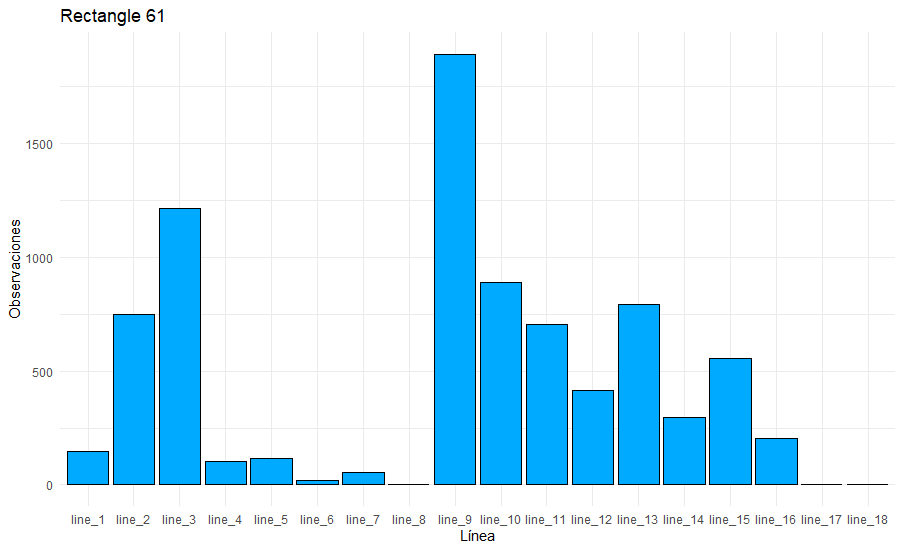 Rectangle 61
Observaciones
1500
1000
500
0
line_1 line_2 line_3 line_4 line_5 line_6 line_7 line_8 line_9 line_10 line_11 line_12 line_13 line_14 line_15 line_16 line_17 line_18
Línea